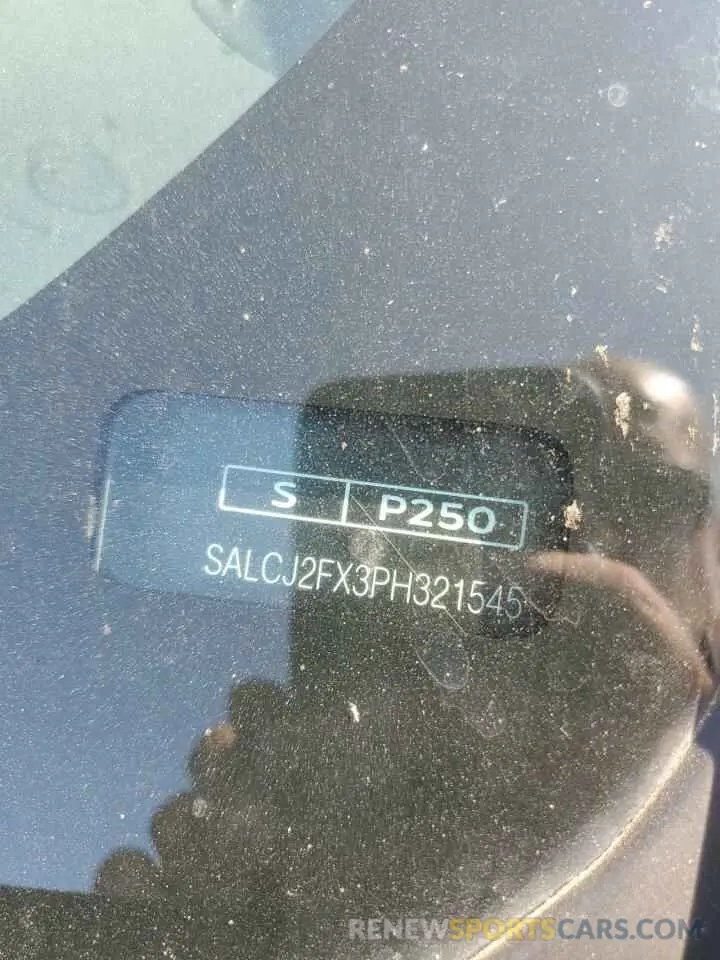 S P250
SALCJ2FX3PH321545
RENEWSPORTSCARS.COM